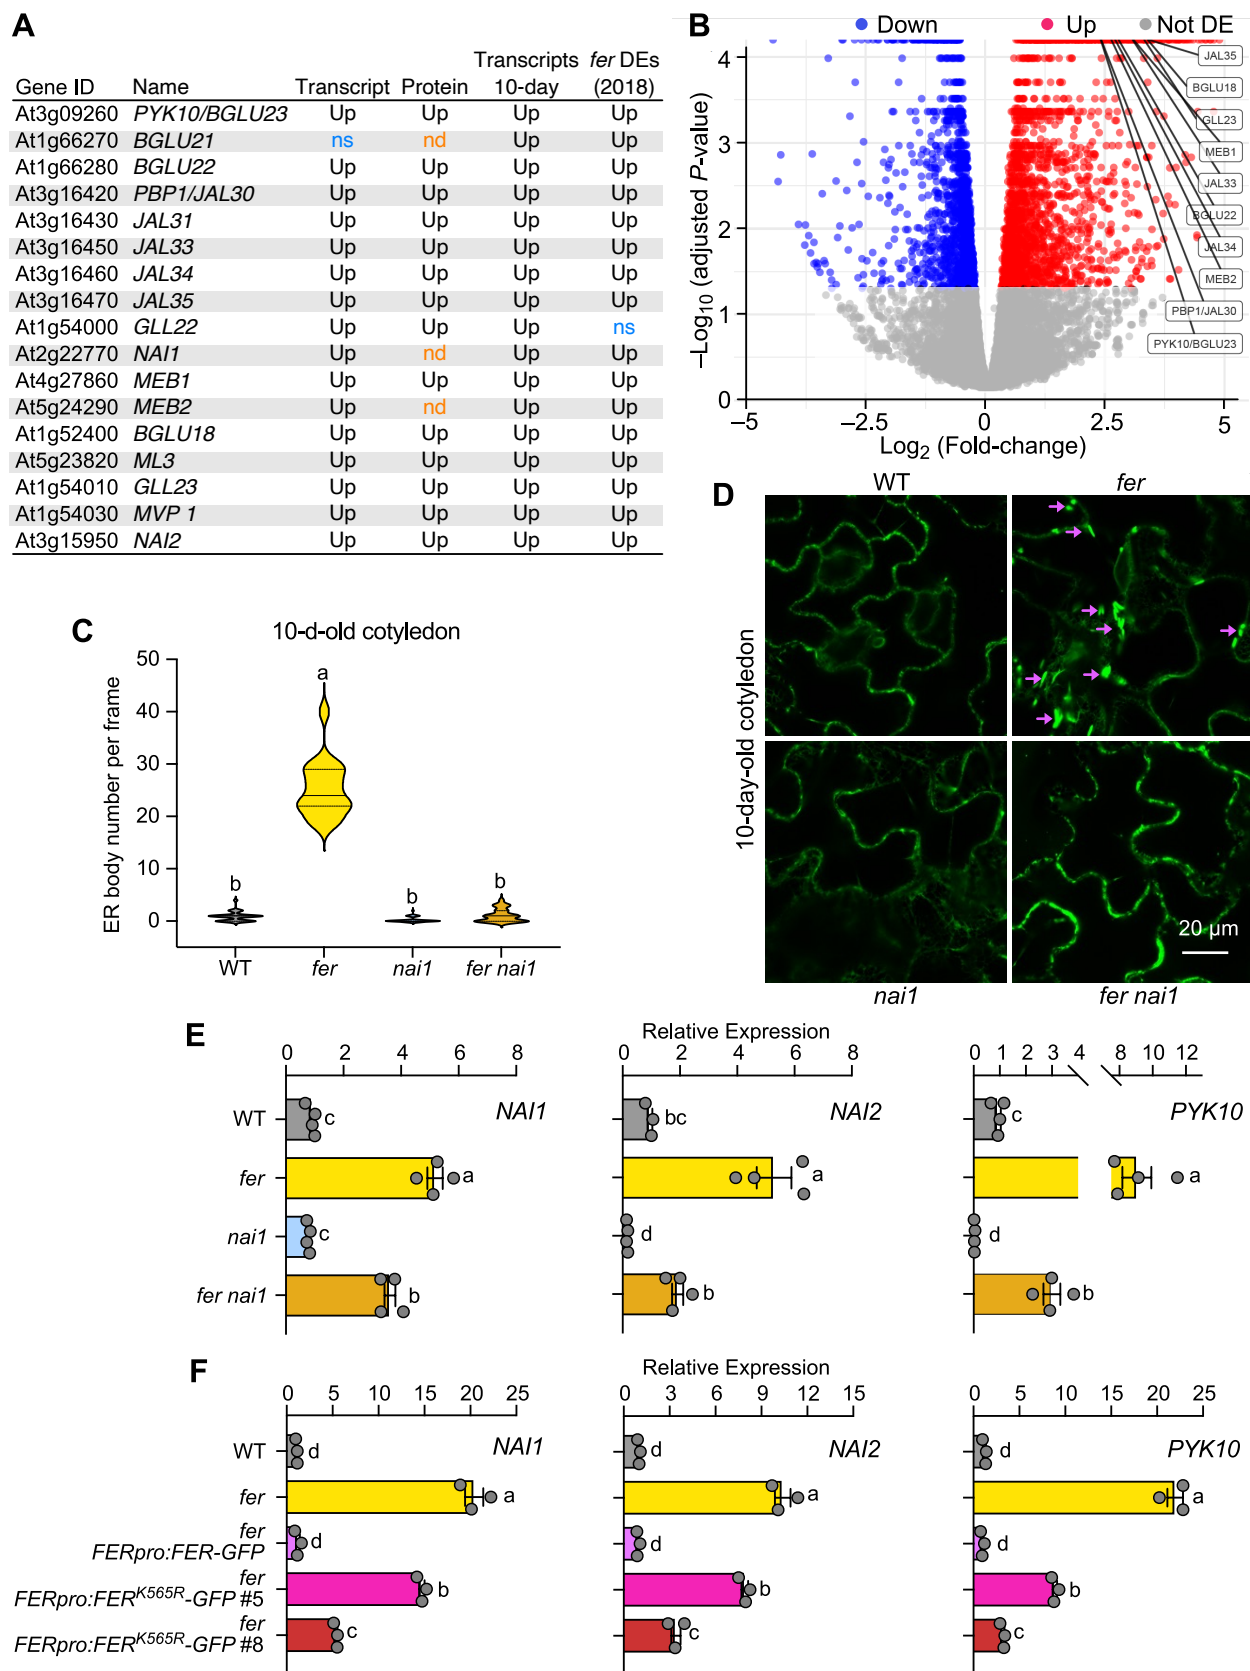 A
Transcripts fer DEs
Gene ID Name Transcript Protein 10-day (2018)
At3g09260 PYK10/BGLU23 Up Up Up Up
At1g66270 BGLU21 ns nd Up Up
At1g66280 BGLU22 Up Up Up Up
At3g16420 PBP1/JAL30 Up Up Up Up
At3g16430 JAL31 Up Up Up Up
At3g16450 JAL33 Up Up Up Up
At3g16460 JAL34 Up Up Up Up
At3g16470 JAL35 Up Up Up Up
At1g54000 GLL22 Up Up Up ns
At2g22770 NAI1 Up nd Up Up
At4g27860 MEB1 Up Up Up Up
At5g24290 MEB2 Up nd Up Up
At1g52400 BGLU18 Up Up Up Up
At5g23820 ML3 Up Up Up Up
At1g54010 GLL23 Up Up Up Up
At1g54030 MVP 1 Up Up Up Up
At3g15950 NAI2 Up Up Up Up
B
Down Up Not DE
–Log10 (adjusted P-value)
4
3
2
1
0
JAL35
BGLU18
GLL23
MEB1
JAL33
BGLU22
JAL34
MEB2
PBP1/JAL30
PYK10/BGLU23
–5 –2.5 0 2.5 5
Log2 (Fold-change)
C
10-d-old cotyledon
ER body number per frame
50
40
30
20
10
0
a
b
b
b
WT fer nai1 fer nai1
D
WT fer
10-day-old cotyledon
20 µm
nai1 fer nai1
E
Relative Expression
0 2 4 6 8
0 2 4 6 8
0 1 2 3 4 8 10 12
NAI1 NAI2 PYK10
WT c bc c
fer a a a
nai1 c d d
fer nai1 b b b
F
Relative Expression
0 5 10 15 20 25
0 3 6 9 12 15
0 5 10 15 20 25
NAI1 NAI2 PYK10
WT d d d
fer a a a
fer
FERpro:FER-GFP d d d
fer
FERpro:FERK565R-GFP #5 b b b
fer
FERpro:FERK565R-GFP #8 c c c